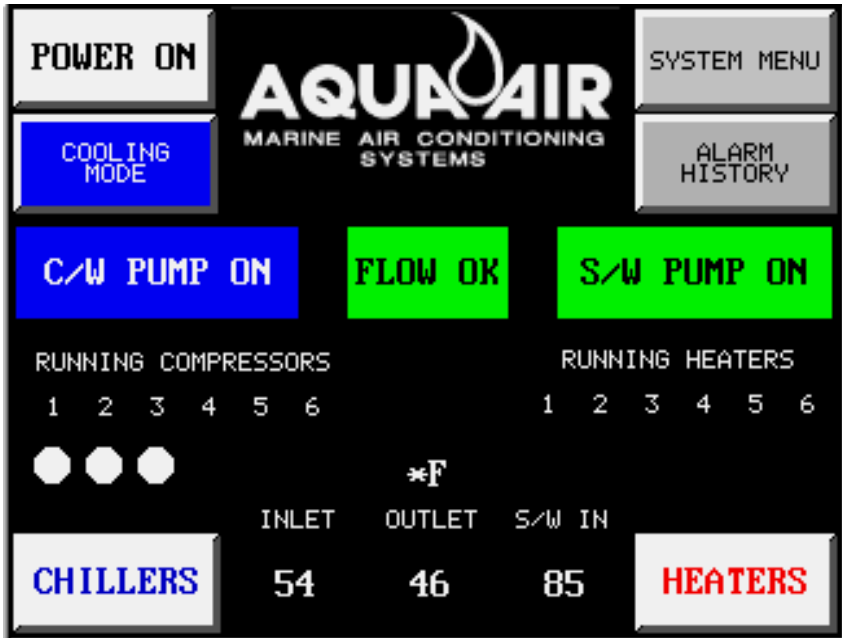 POWER ON
AQUA AIR
MARINE AIR CONDITIONING
SYSTEMS
SYSTEM MENU
COOLING
MODE
ALARM
HISTORY
C/W PUMP ON
FLOW OK
S/W PUMP ON
RUNNING COMPRESSORS
1 2 3 4 5 6
RUNNING HEATERS
1 2 3 4 5 6
*F
INLET OUTLET S/W IN
54 46 85
CHILLERS
HEATERS